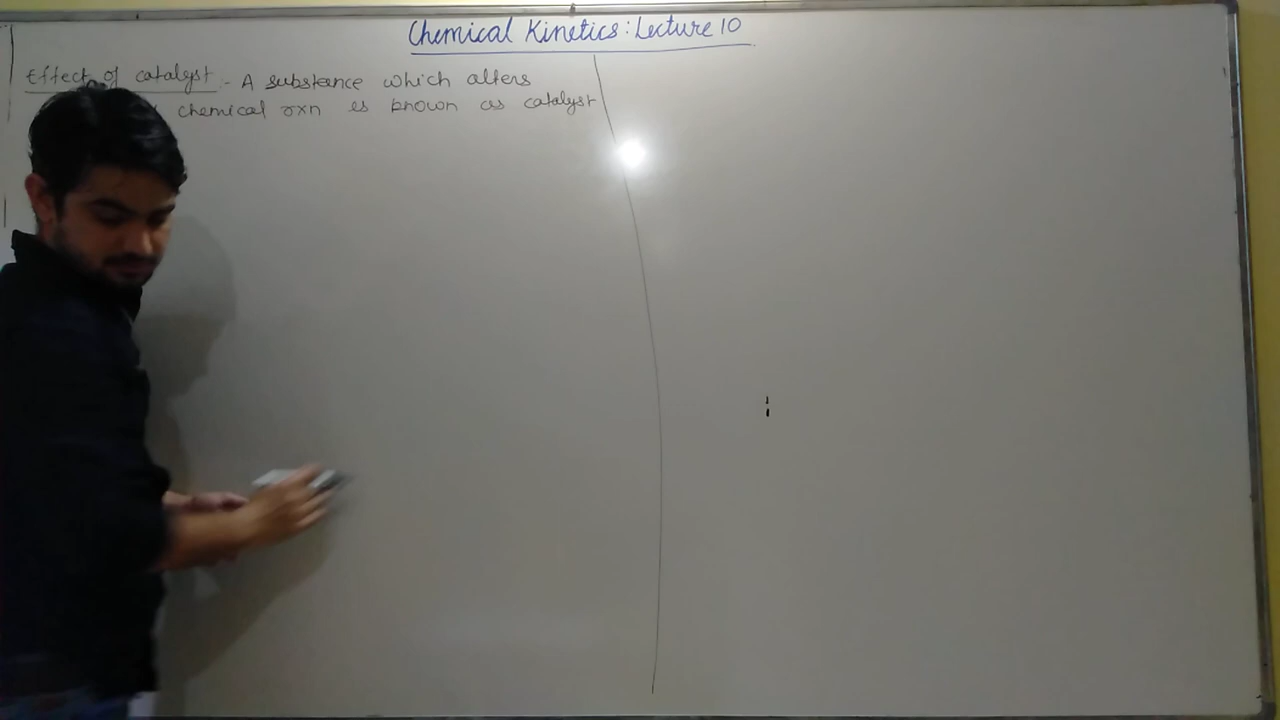 Chemical Kinetics: Lecture 10
Effect of catalyst - A substance which alters
chemical rxn is known as catalyst